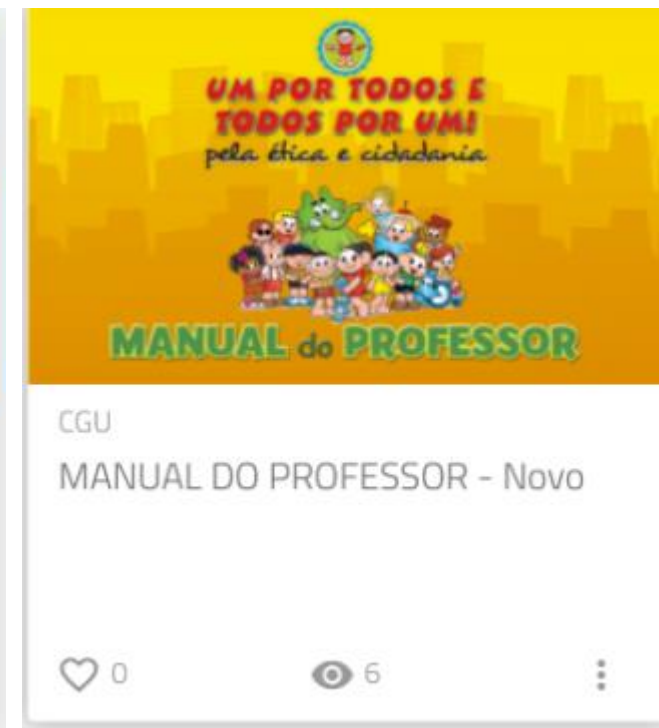 UM POR TODOS E
TODOS POR UM!
pela ética e cidadania
MANUAL do PROFESSOR
CGU
MANUAL DO PROFESSOR - Novo
0
6